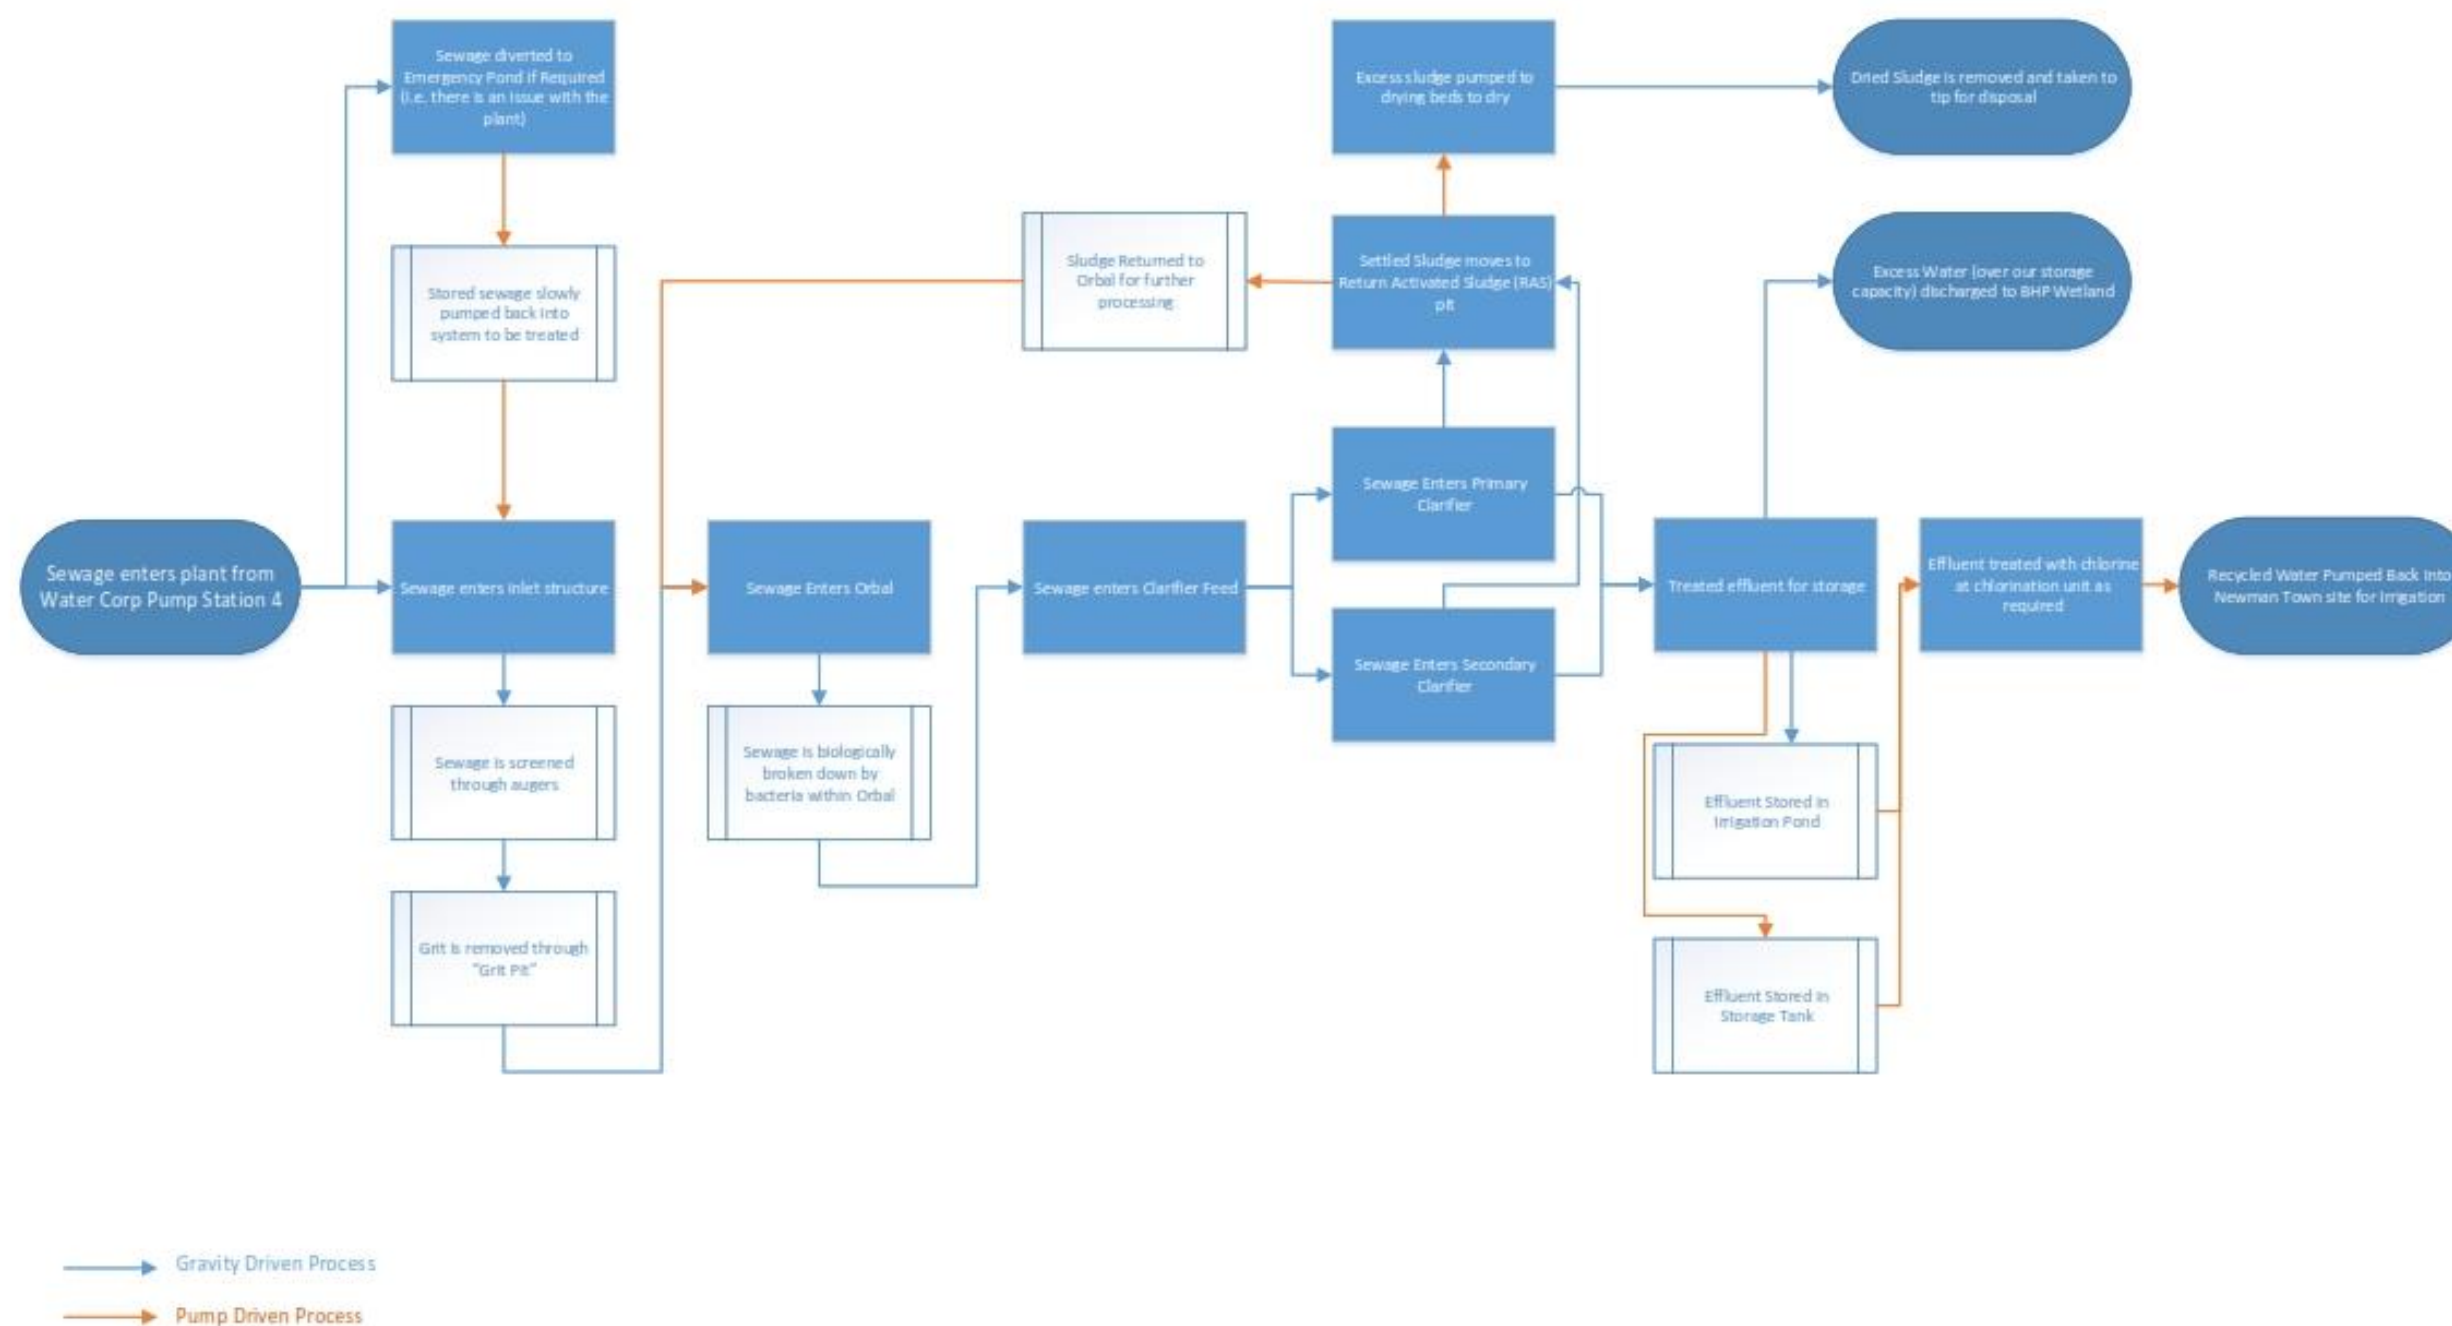 Sewage diverted to
Emergency Pond if Required
(i.e. there is an issue with the
plant)
Stored sewage slowly
pumped back into
system to be treated
Sewage enters plant from
Water Corp Pump Station 4
Sewage enters inlet structure
Sewage is screened
through augers
Grit is removed through
"Grit Pit"
Sewage Enters Orbal
Sewage is biologically
broken down by
bacteria within Orbal
Sludge Returned to
Orbal for further
processing
Sewage enters Clarifier Feed
Excess sludge pumped to
drying beds to dry
Settled Sludge moves to
Return Activated Sludge (RAS)
pit
Sewage Enters Primary
Clarifier
Sewage Enters Secondary
Clarifier
Dried Sludge is removed and taken to
tip for disposal
Excess Water (over our storage
capacity) discharged to BHP Wetland
Treated effluent for storage
Effluent Stored in
Irrigation Pond
Effluent Stored in
Storage Tank
Effluent treated with chlorine
at chlorination unit as
required
Recycled Water Pumped Back Into
Newman Town site for Irrigation
Gravity Driven Process
Pump Driven Process